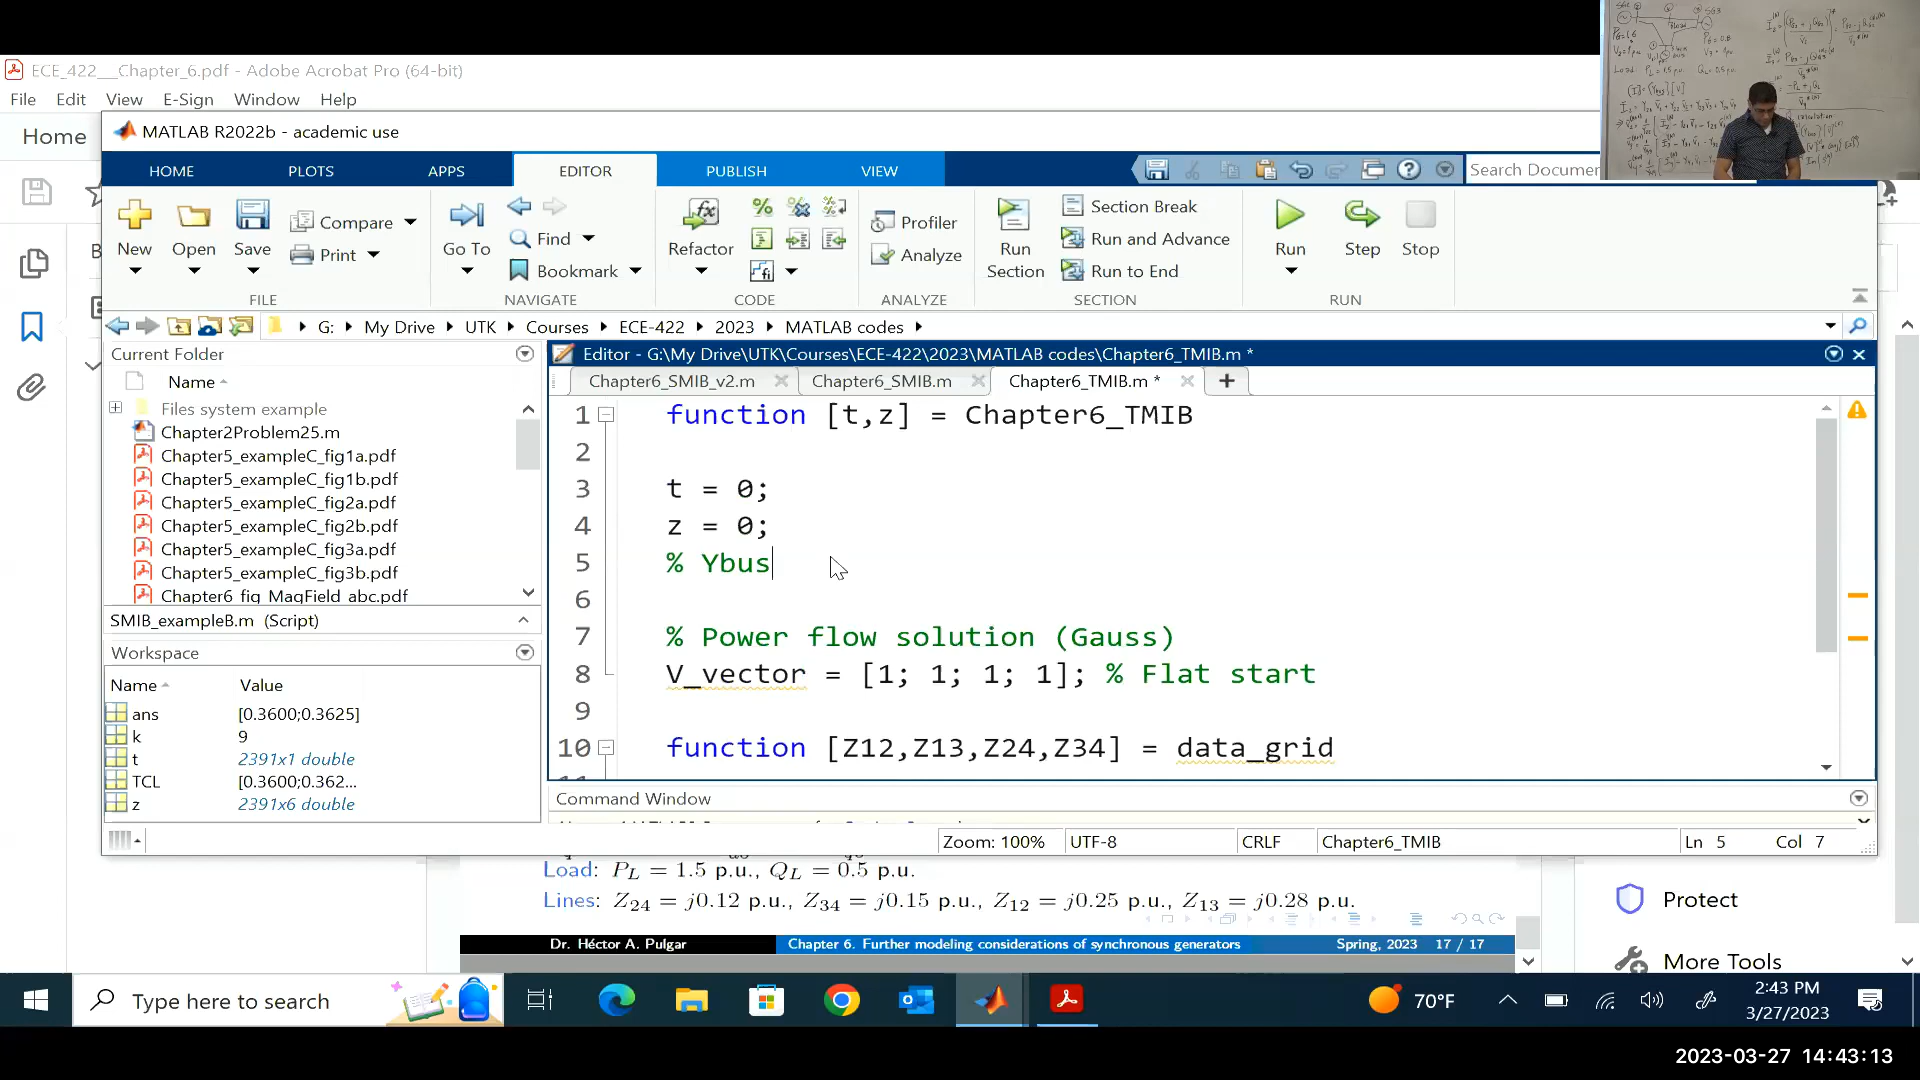 ECE_422__Chapter_6.pdf - Adobe Acrobat Pro (64-bit)
File Edit View E-Sign Window Help
Home
MATLAB R2022b - academic use
HOME PLOTS APPS EDITOR PUBLISH VIEW
Search Documen
New Open Save Compare Print
Go To Find Bookmark
Refactor
Profiler Analyze
Run Section Section Break Run and Advance Run to End
Run Step Stop
FILE NAVIGATE CODE ANALYZE SECTION RUN
G: My Drive UTK Courses ECE-422 2023 MATLAB codes
Current Folder
Name
Files system example
Chapter2Problem25.m
Chapter5_exampleC_fig1a.pdf
Chapter5_exampleC_fig1b.pdf
Chapter5_exampleC_fig2a.pdf
Chapter5_exampleC_fig2b.pdf
Chapter5_exampleC_fig3a.pdf
Chapter5_exampleC_fig3b.pdf
Chapter6_fig_MagField_abc.pdf
SMIB_exampleB.m (Script)
Workspace
Name Value
ans [0.3600;0.3625]
k 9
t 2391x1 double
TCL [0.3600;0.362...
z 2391x6 double
Editor - G:\My Drive\UTK\Courses\ECE-422\2023\MATLAB codes\Chapter6_TMIB.m *
Chapter6_SMIB_v2.m Chapter6_SMIB.m Chapter6_TMIB.m * +
1 function [t,z] = Chapter6_TMIB
2
3 t = 0;
4 z = 0;
5 % Ybus
6
7 % Power flow solution (Gauss)
8 V_vector = [1; 1; 1; 1]; % Flat start
9
10 function [Z12,Z13,Z24,Z34] = data_grid
Command Window
Zoom: 100% UTF-8 CRLF Chapter6_TMIB Ln 5 Col 7
Load: P_L = 1.5 p.u., Q_L = 0.5 p.u.
Lines: Z_24 = j0.12 p.u., Z_34 = j0.15 p.u., Z_12 = j0.25 p.u., Z_13 = j0.28 p.u.
Dr. Héctor A. Pulgar Chapter 6. Further modeling considerations of synchronous generators Spring, 2023 17 / 17
Protect
More Tools
Type here to search
70°F
2:43 PM
3/27/2023
2023-03-27 14:43:13